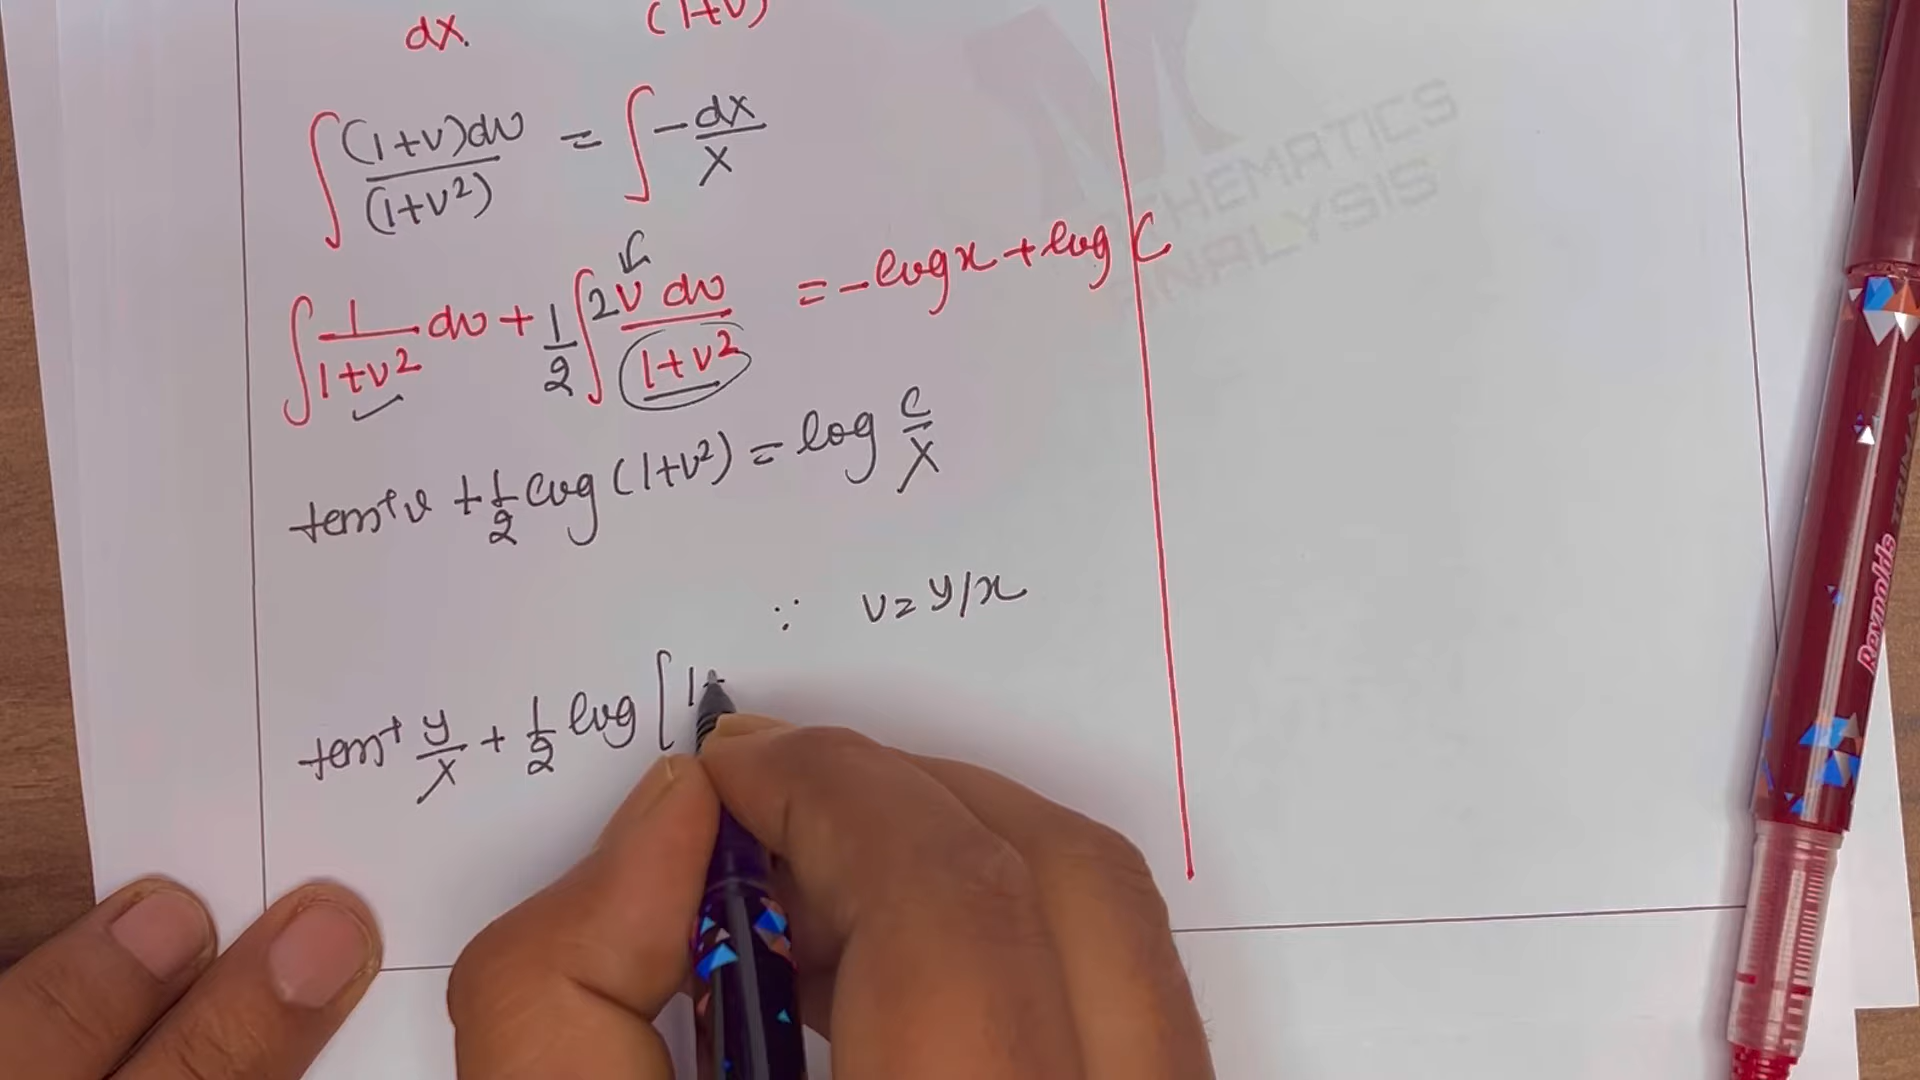 dx. (1+v)
∫ (1+v)dv/(1+v²) = ∫ -dx/x
∫ 1/(1+v²) dv + 1/2 ∫ 2v dv/(1+v²) = -log x + log C
tan⁻¹v + 1/2 log (1+v²) = log c/x
∵ v = y/x
tan⁻¹ y/x + 1/2 log [1+
MATHEMATICS
ANALYSIS
Reynolds TRIMAX